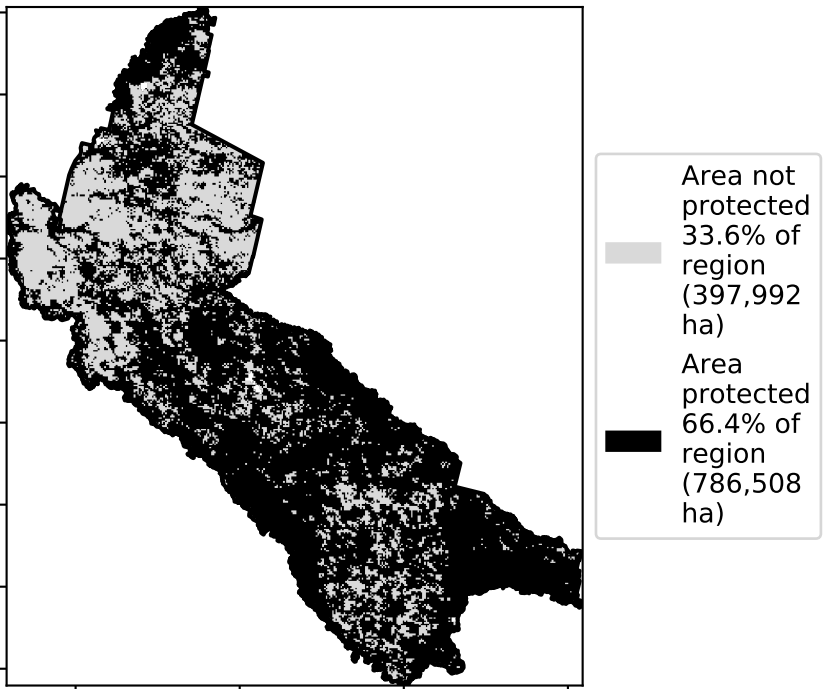 Area not
protected
33.6% of
region
(397,992
ha)
Area
protected
66.4% of
region
(786,508
ha)